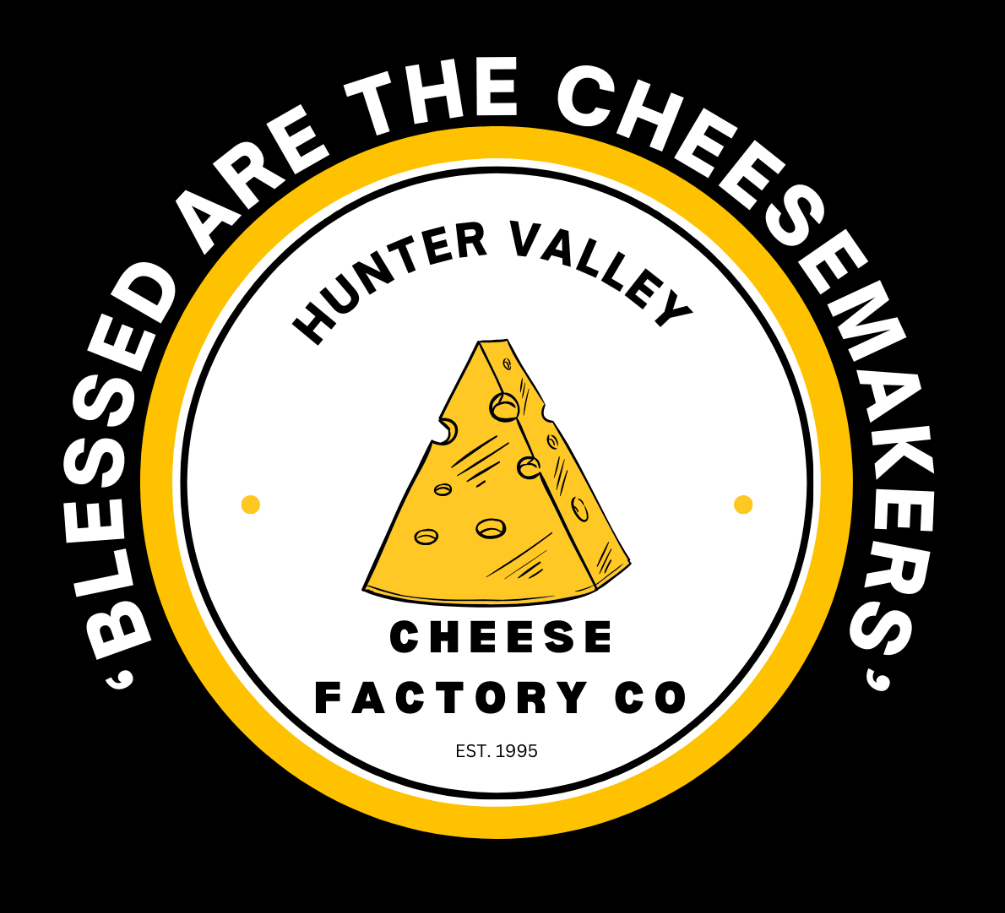 ‘BLESSED ARE THE CHEESEMAKERS’
HUNTER VALLEY
CHEESE
FACTORY CO
EST. 1995